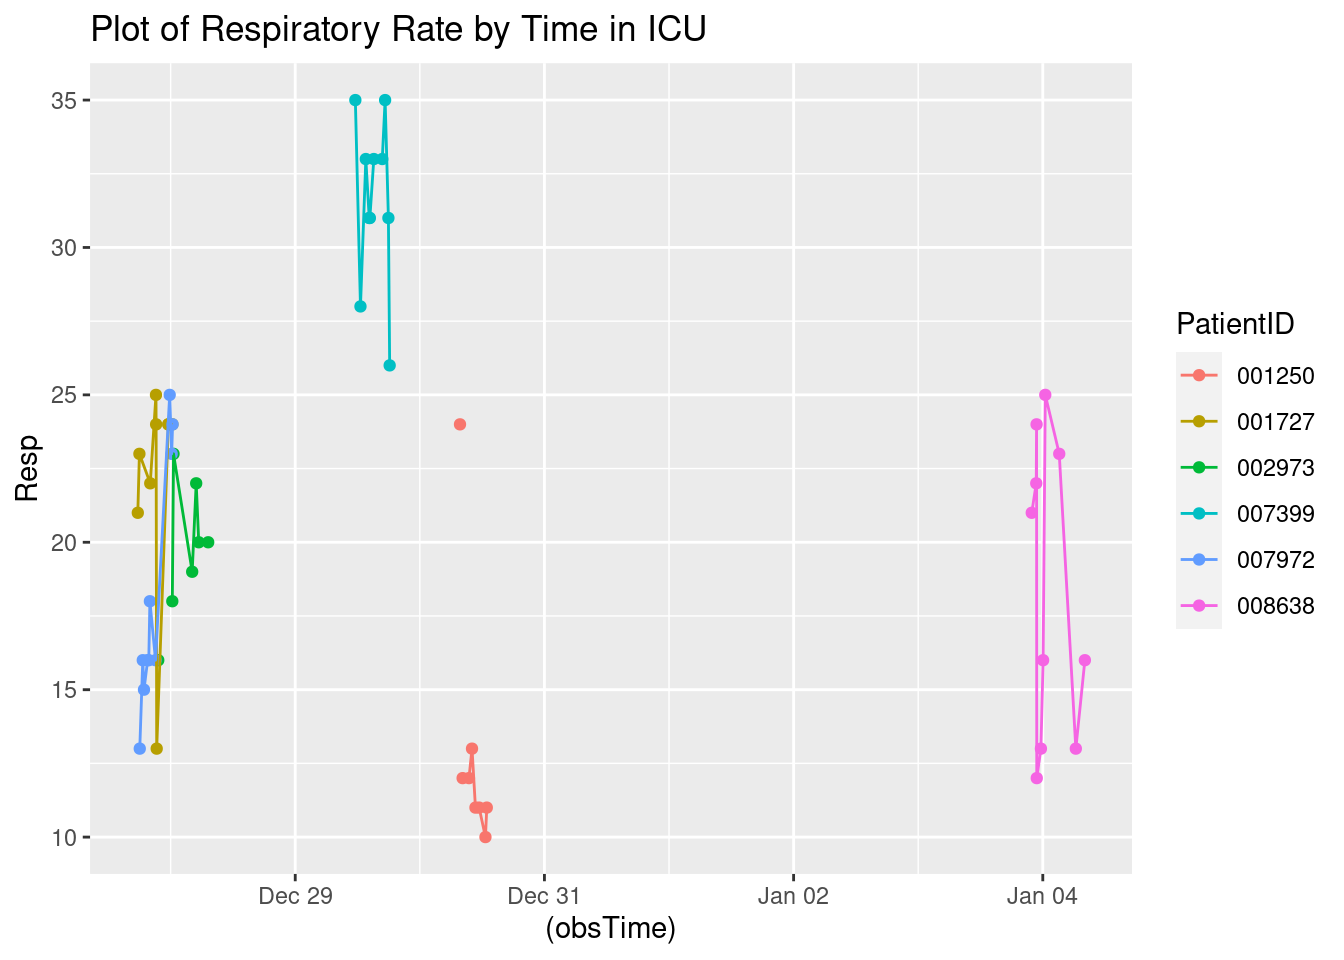 Plot of Respiratory Rate by Time in ICU
35
30
25
20
15
10
Resp
Dec 29
Dec 31
Jan 02
Jan 04
(obsTime)
PatientID
001250
001727
002973
007399
007972
008638